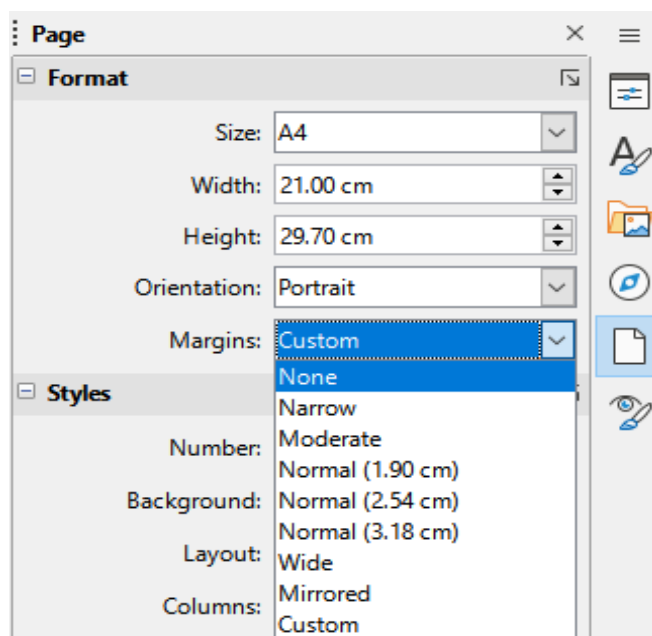 Page
Format
Size: A4
Width: 21.00 cm
Height: 29.70 cm
Orientation: Portrait
Margins: Custom
None
Styles
Narrow
Moderate
Number:
Normal (1.90 cm)
Background: Normal (2.54 cm)
Normal (3.18 cm)
Layout:
Wide
Mirrored
Columns:
Custom